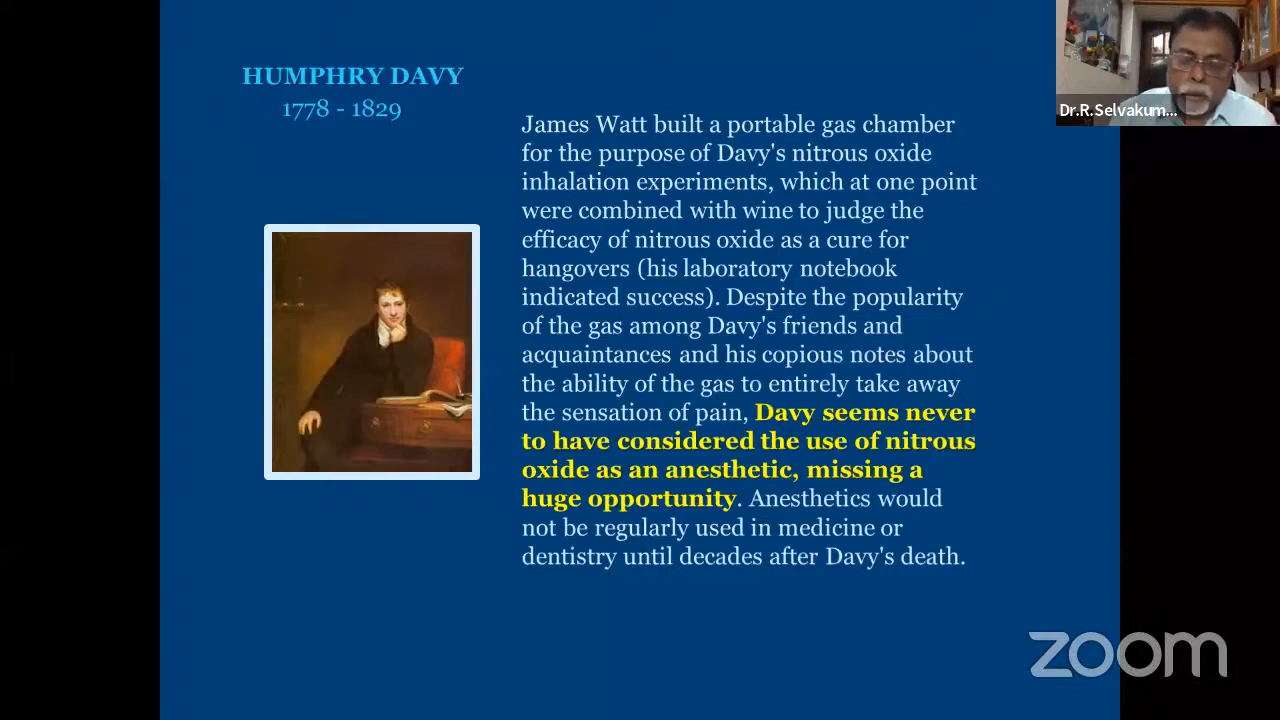 HUMPHRY DAVY
1778 - 1829
James Watt built a portable gas chamber
for the purpose of Davy's nitrous oxide
inhalation experiments, which at one point
were combined with wine to judge the
efficacy of nitrous oxide as a cure for
hangovers (his laboratory notebook
indicated success). Despite the popularity
of the gas among Davy's friends and
acquaintances and his copious notes about
the ability of the gas to entirely take away
the sensation of pain, Davy seems never
to have considered the use of nitrous
oxide as an anesthetic, missing a
huge opportunity. Anesthetics would
not be regularly used in medicine or
dentistry until decades after Davy's death.
Dr.R.Selvakum...
zoom